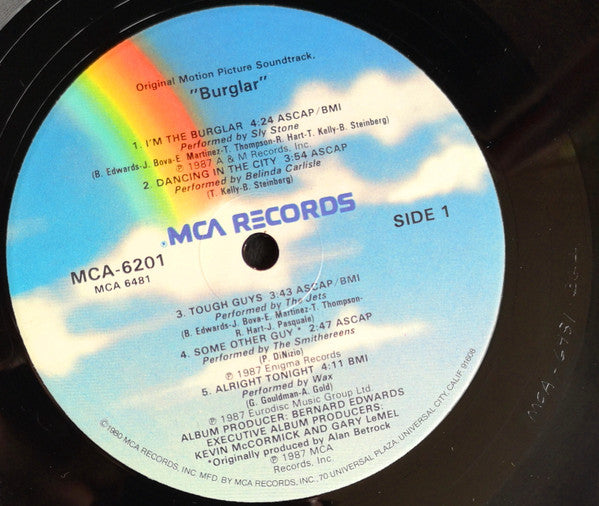 Original Motion Picture Soundtrack.
"Burglar"
1. I'M THE BURGLAR 4:24 ASCAP/BMI
Performed by Sly Stone
(B. Edwards-J. Bova-E. Martinez-T. Thompson-R. Hart-T. Kelly-B. Steinberg)
℗ 1987 A & M Records, Inc.
2. DANCING IN THE CITY 3:54 ASCAP
Performed by Belinda Carlisle
(T. Kelly-B. Steinberg)
MCA RECORDS
SIDE 1
MCA-6201
MCA 6481
3. TOUGH GUYS 3:43 ASCAP/BMI
Performed by The Jets
(B. Edwards-J. Bova-E. Martinez-T. Thompson-
R. Hart-J. Pasquale)
4. SOME OTHER GUY * 2:47 ASCAP
Performed by The Smithereens
(P. DiNizio)
℗ 1987 Enigma Records
5. ALRIGHT TONIGHT 4:11 BMI
Performed by Wax
(G. Gouldman-A. Gold)
℗ 1987 Eurodisc Music Group Ltd.
ALBUM PRODUCER: BERNARD EDWARDS
EXECUTIVE ALBUM PRODUCERS:
KEVIN McCORMICK AND GARY LeMEL
*Originally produced by Alan Betrock
℗ 1987 MCA
Records, Inc.
©1980 MCA RECORDS, INC. MFD. BY MCA RECORDS, INC., 70 UNIVERSAL PLAZA, UNIVERSAL CITY, CALIF. 91608